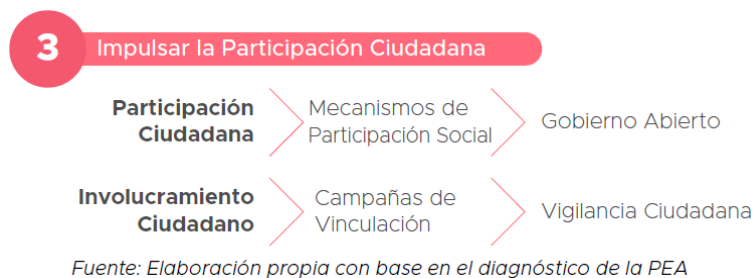 3 Impulsar la Participación Ciudadana
Participación
Ciudadana
Mecanismos de
Participación Social
Gobierno Abierto
Involucramiento
Ciudadano
Campañas de
Vinculación
Vigilancia Ciudadana
Fuente: Elaboración propia con base en el diagnóstico de la PEA